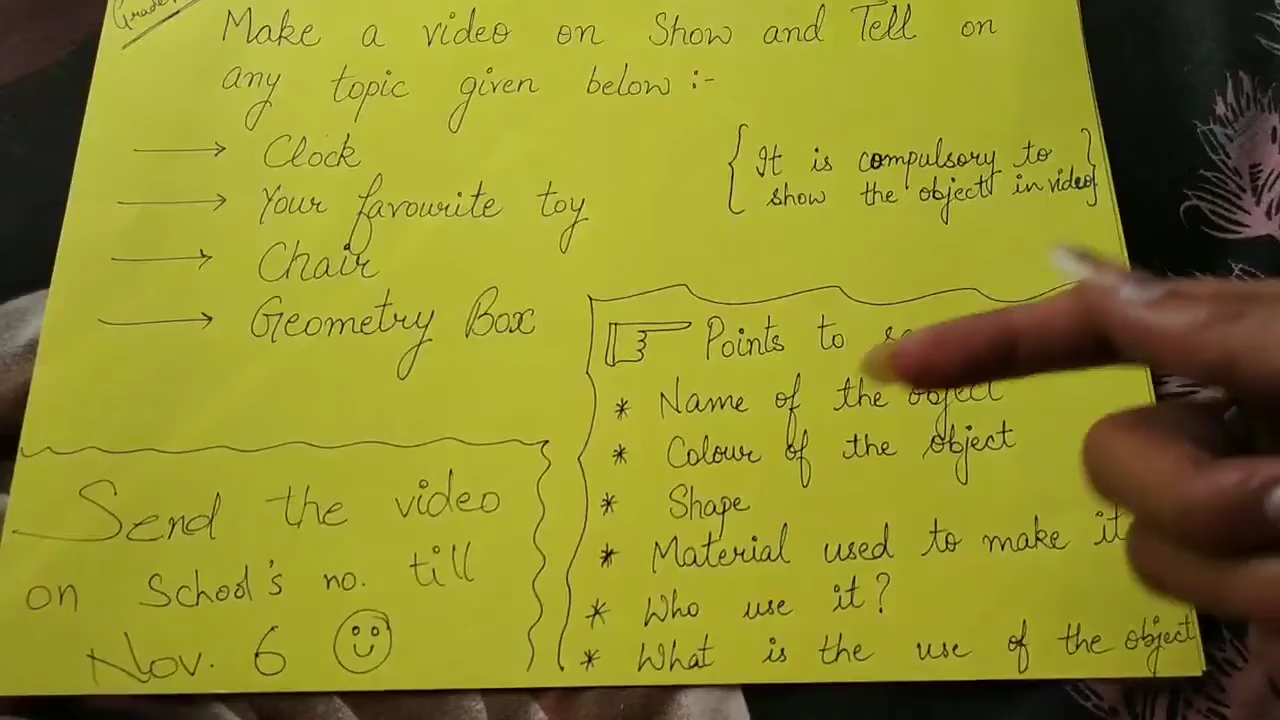 Grade
Make a video on Show and Tell on
any topic given below :-
Clock
Your favourite toy
Chair
Geometry Box
{ It is compulsory to
show the object in video}
Points to
* Name of the object
* Colour of the object
* Shape
* Material used to make it
* Who use it?
* What is the use of the object
Send the video
on School's no. till
Nov. 6